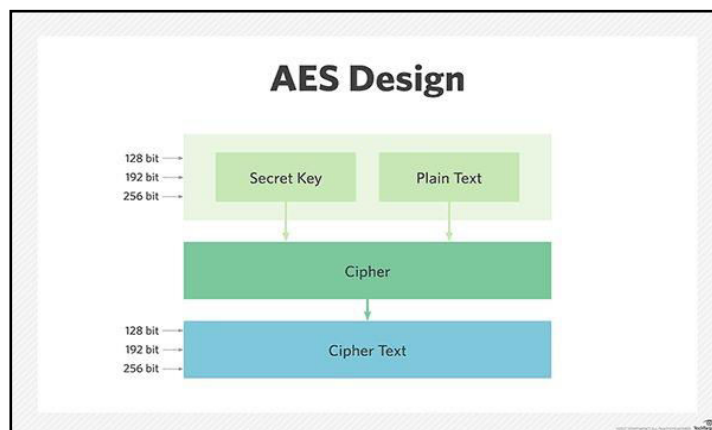 AES Design
128 bit
192 bit
256 bit
Secret Key
Plain Text
Cipher
128 bit
192 bit
256 bit
Cipher Text